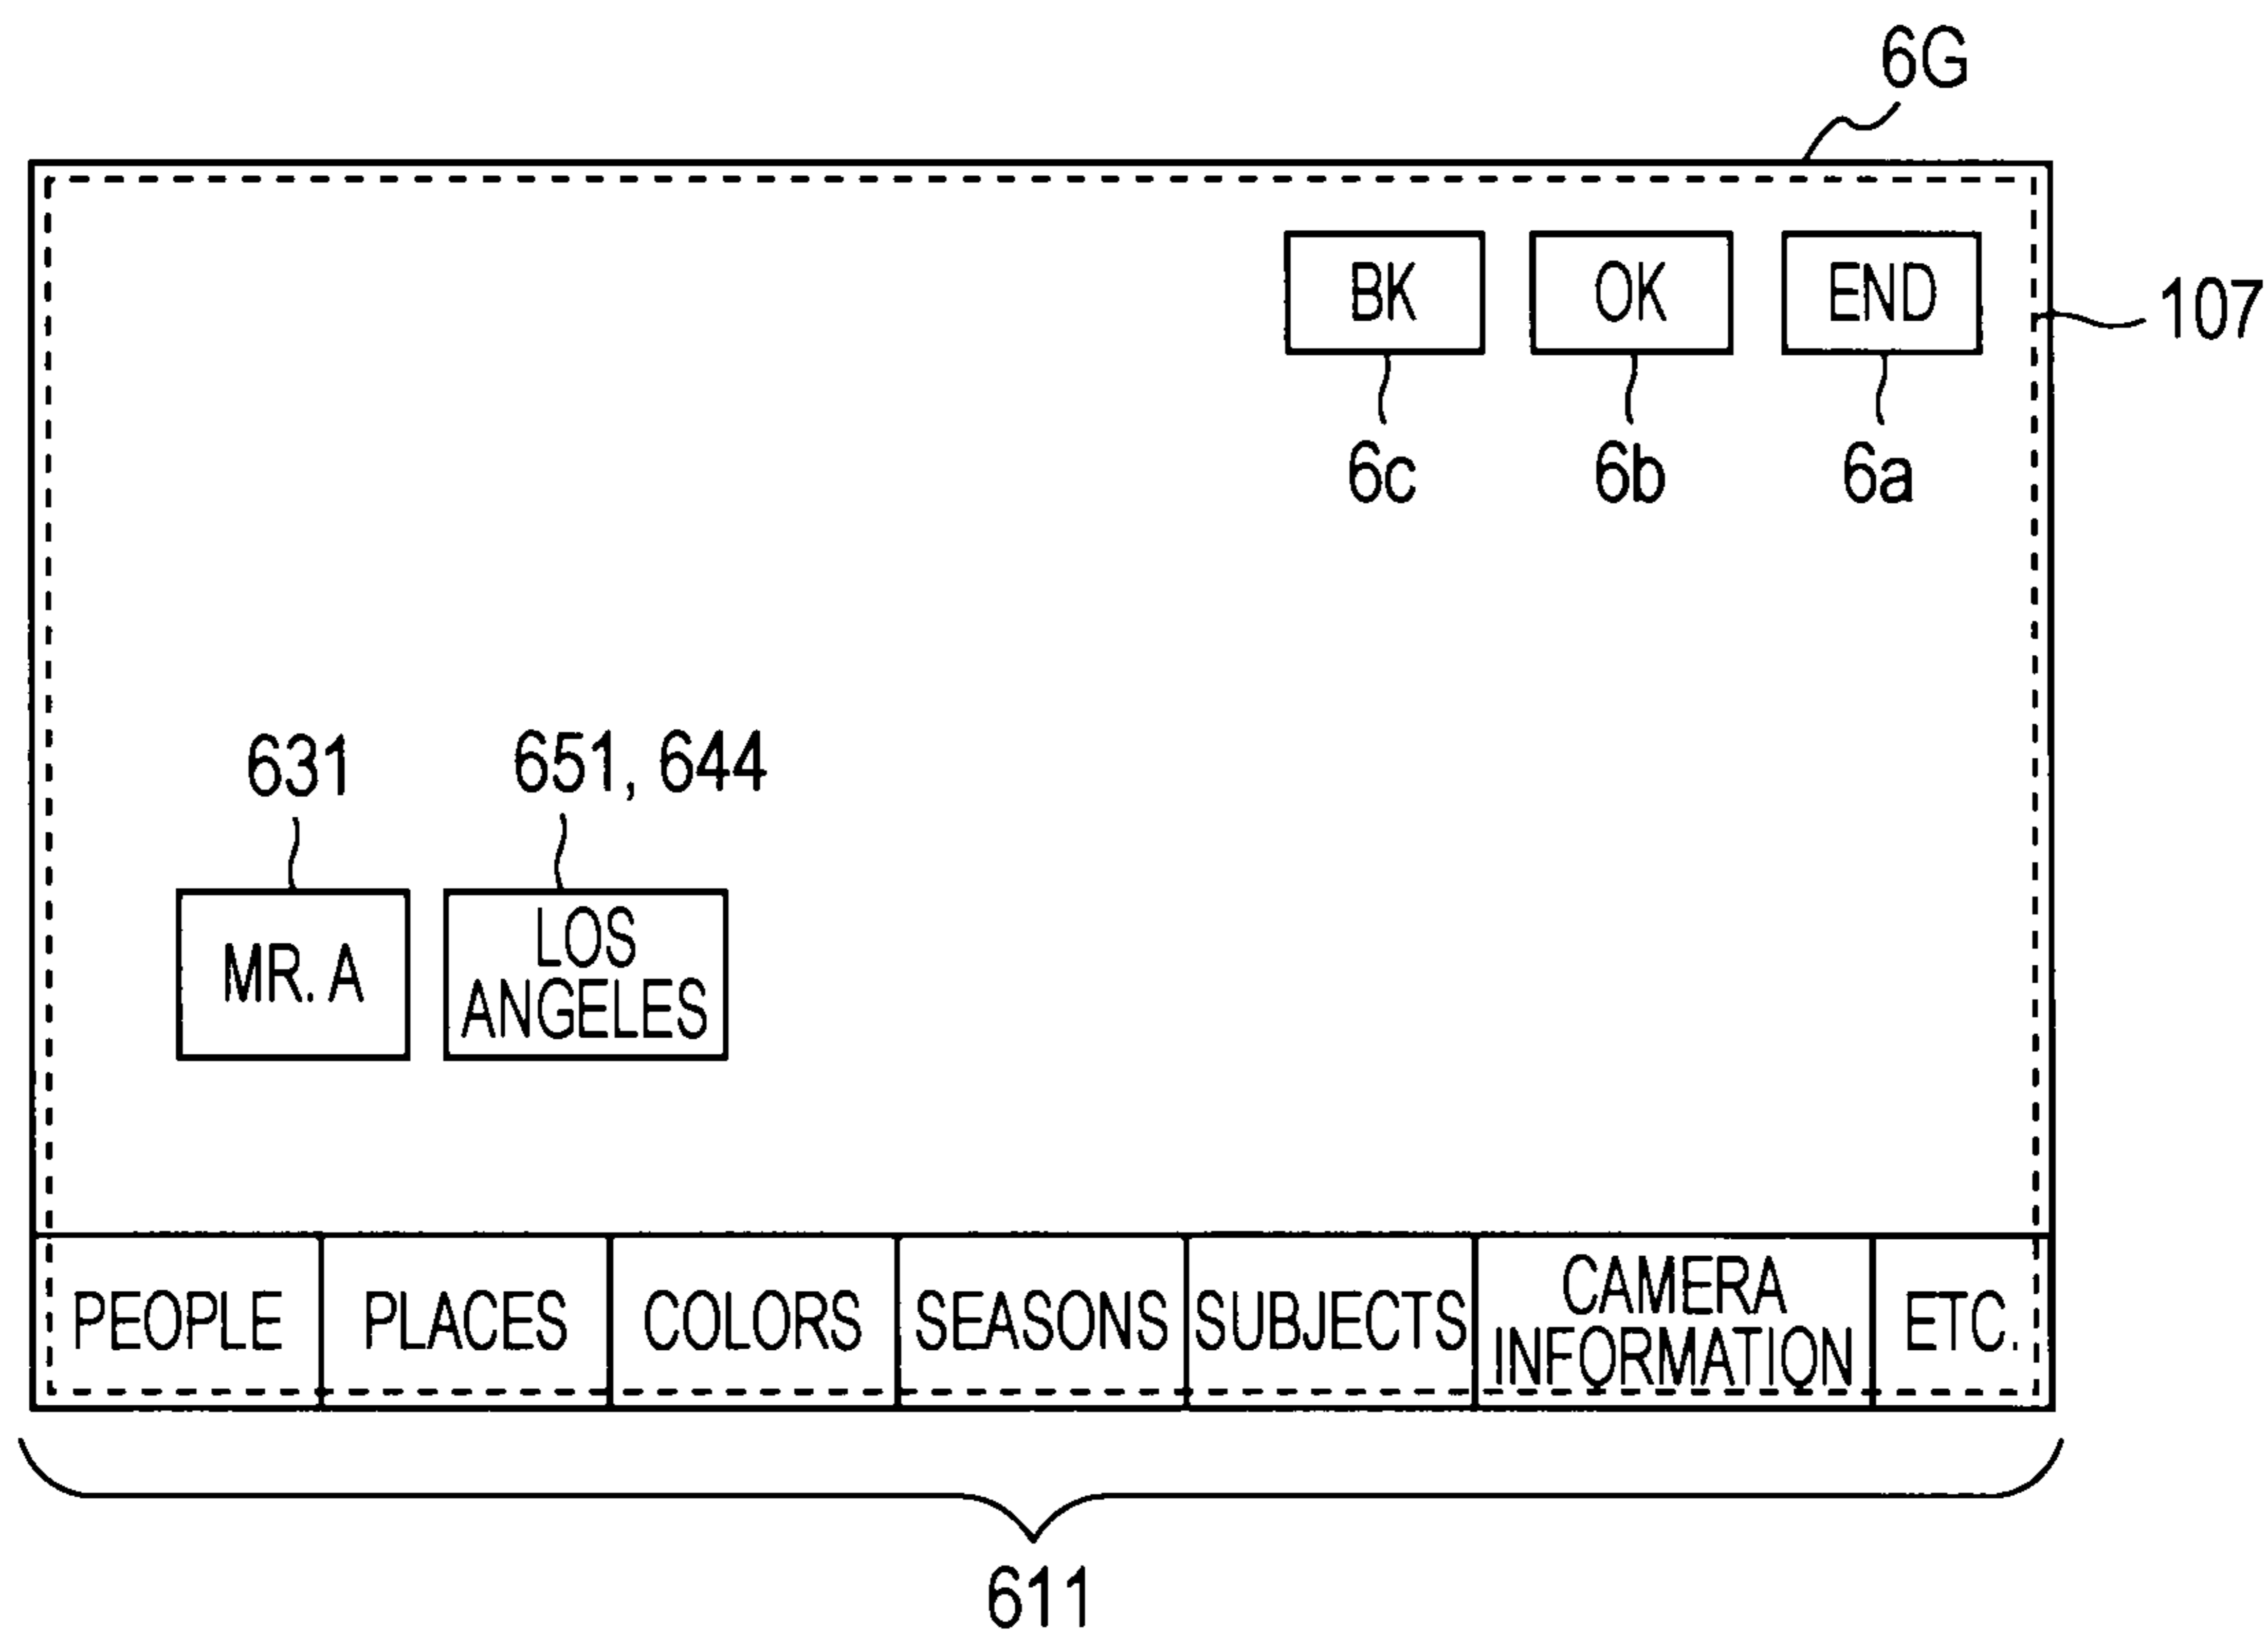 6G
BK
OK
END
107
6c
6b
6a
631
651, 644
MR. A
LOS
ANGELES
PEOPLE
PLACES
COLORS
SEASONS
SUBJECTS
CAMERA
INFORMATION
ETC.
611